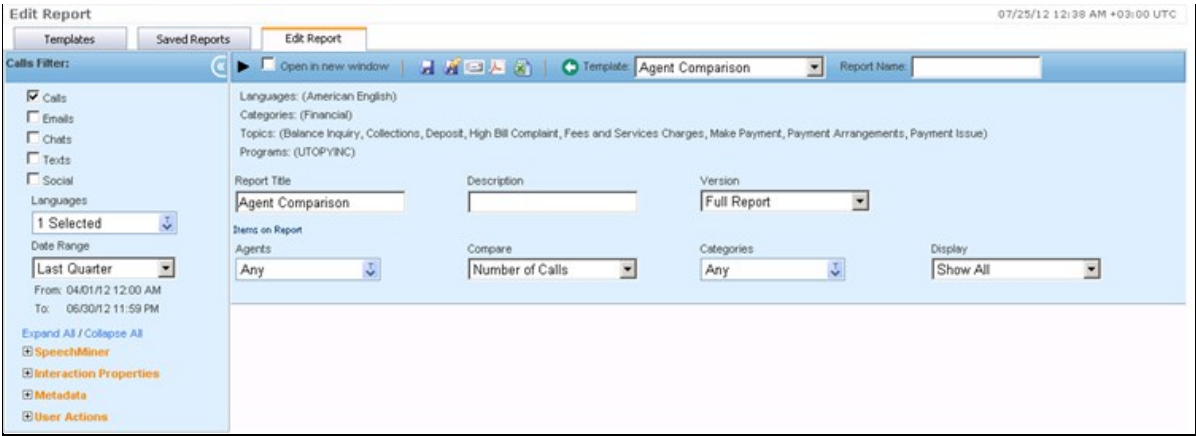 Edit Report
07/25/12 12:38 AM +03:00 UTC
Templates
Saved Reports
Edit Report
Calls Filter:
Open in new window
Template:
Agent Comparison
Report Name:
Calls
Emails
Chats
Texts
Social
Languages
1 Selected
Date Range
Last Quarter
From: 04/01/12 12:00 AM
To: 06/30/12 11:59 PM
Expand All / Collapse All
SpeechMiner
Interaction Properties
Metadata
User Actions
Languages: (American English)
Categories: (Financial)
Topics: (Balance Inquiry, Collections, Deposit, High Bill Complaint, Fees and Services Charges, Make Payment, Payment Arrangements, Payment Issue)
Programs: (UTOPYINC)
Report Title
Description
Version
Agent Comparison
Full Report
Items on Report
Agents
Compare
Categories
Display
Any
Number of Calls
Any
Show All